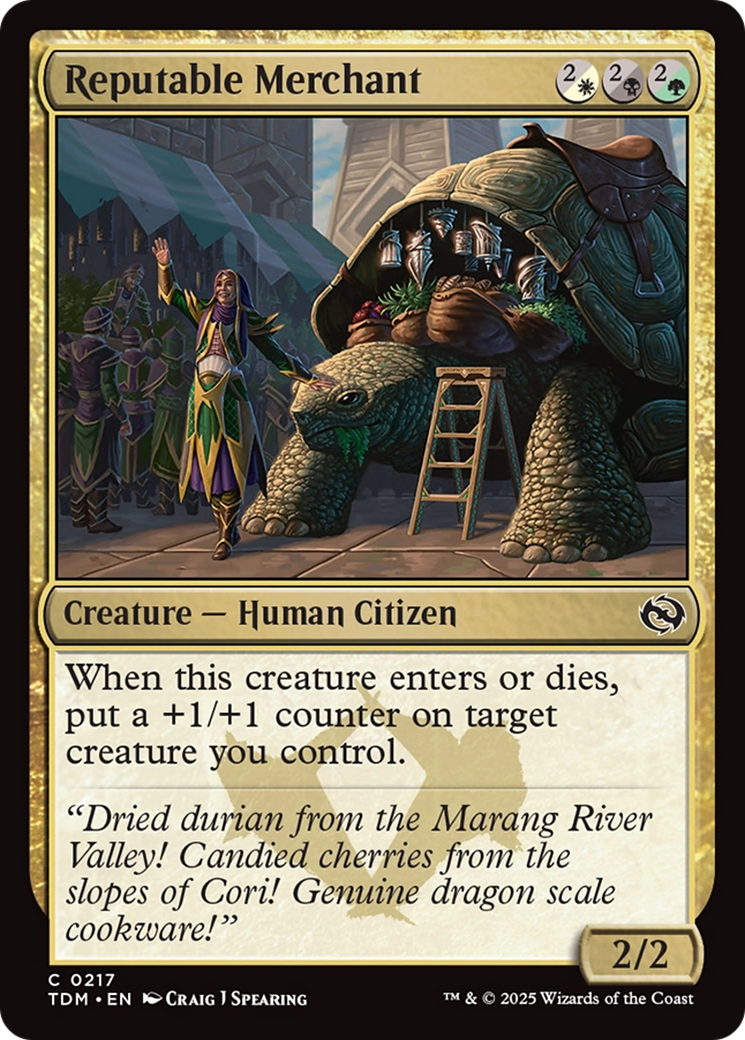 Reputable Merchant
2 2 2
Creature — Human Citizen
When this creature enters or dies,
put a +1/+1 counter on target
creature you control.
“Dried durian from the Marang River
Valley! Candied cherries from the
slopes of Cori! Genuine dragon scale
cookware!”
2/2
C 0217
TDM • EN Craig J Spearing
™ & © 2025 Wizards of the Coast